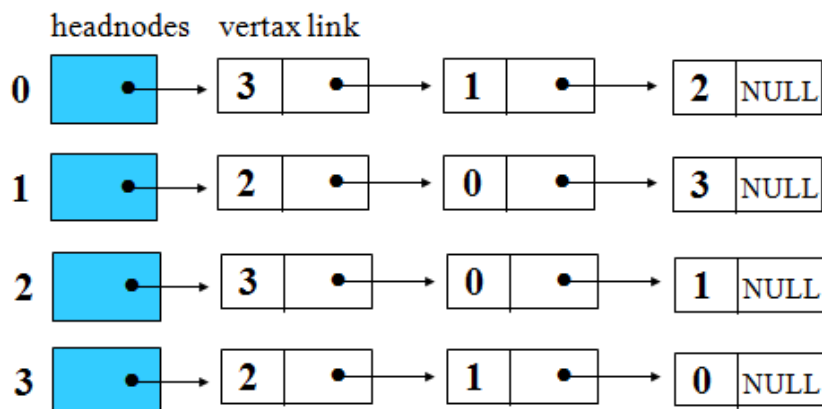 headnodes vertax link
0 3 1 2 NULL
1 2 0 3 NULL
2 3 0 1 NULL
3 2 1 0 NULL